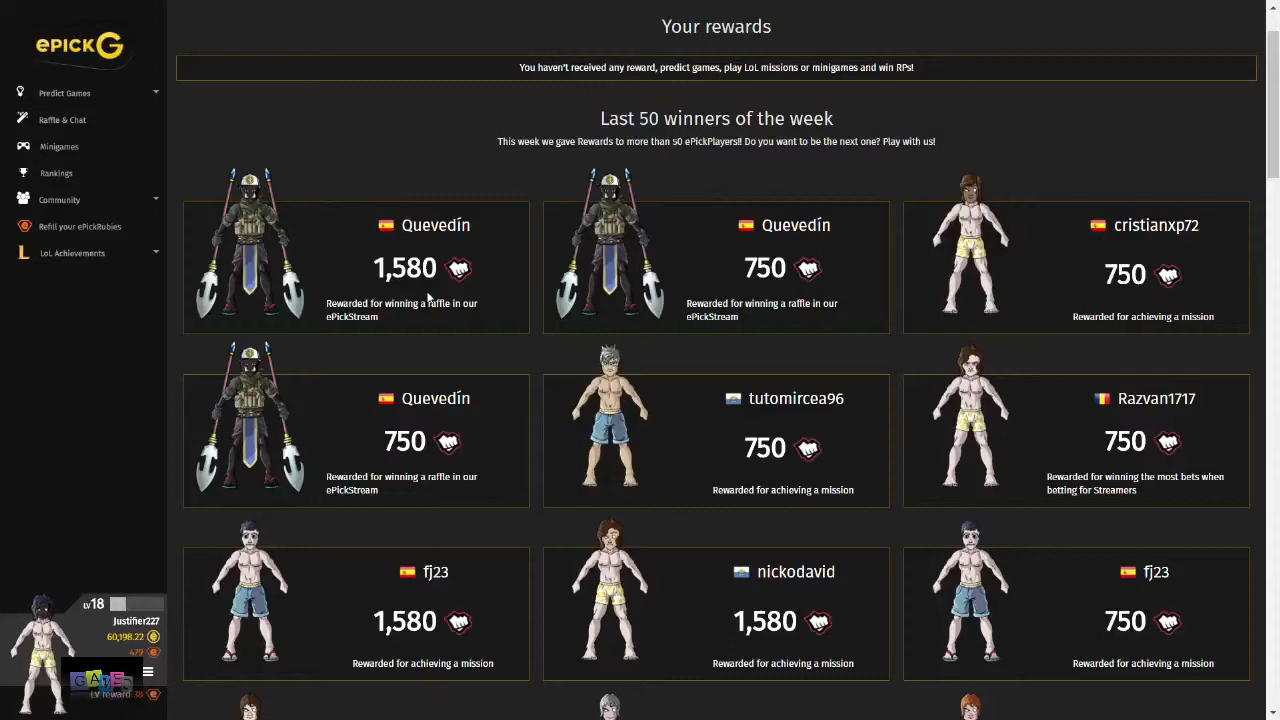 Your rewards
ePICKG
You haven't received any reward, predict games, play LoL missions or minigames and win RPs!
Predict Games
Raffle & Chat
Minigames
Rankings
Community
Refill your ePickRubies
LoL Achievements
Last 50 winners of the week
This week we gave Rewards to more than 50 ePickPlayers!! Do you want to be the next one? Play with us!
Quevedín
1,580
Rewarded for winning a raffle in our
ePickStream
Quevedín
750
Rewarded for winning a raffle in our
ePickStream
cristianxp72
750
Rewarded for achieving a mission
Quevedín
750
Rewarded for winning a raffle in our
ePickStream
tutomircea96
750
Rewarded for achieving a mission
Razvan1717
750
Rewarded for winning the most bets when
betting for Streamers
fj23
1,580
Rewarded for achieving a mission
nickodavid
1,580
Rewarded for achieving a mission
fj23
750
Rewarded for achieving a mission
LV 18
Justifier227
60,198.22
479
GAMES
LV reward 38